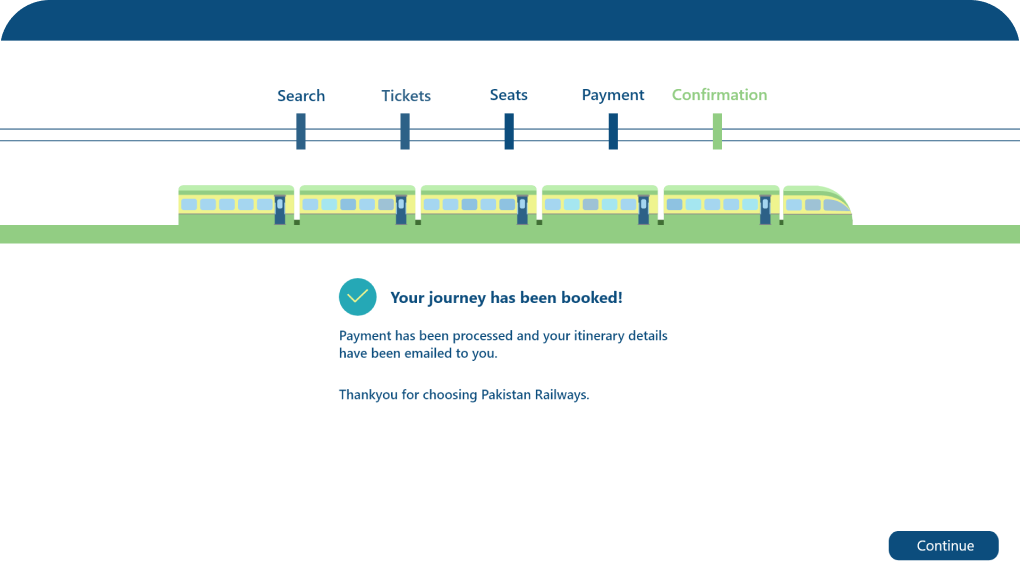 Search
Tickets
Seats
Payment
Confirmation
Your journey has been booked!
Payment has been processed and your itinerary details
have been emailed to you.
Thankyou for choosing Pakistan Railways.
Continue